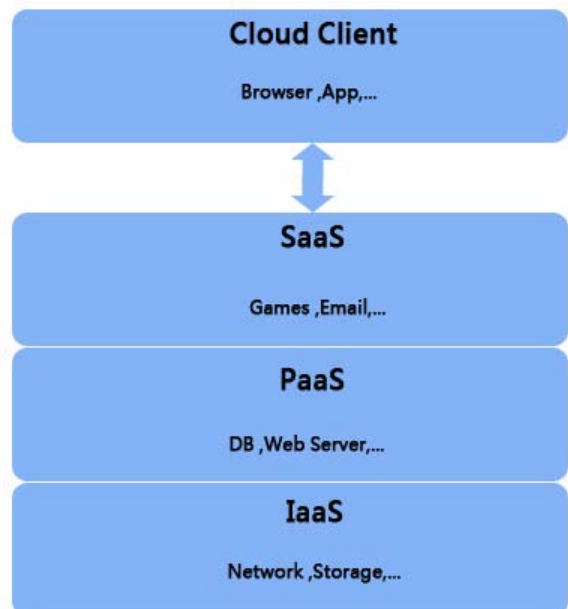 Cloud Client
Browser ,App,...
SaaS
Games ,Email,...
PaaS
DB ,Web Server,...
IaaS
Network ,Storage,...